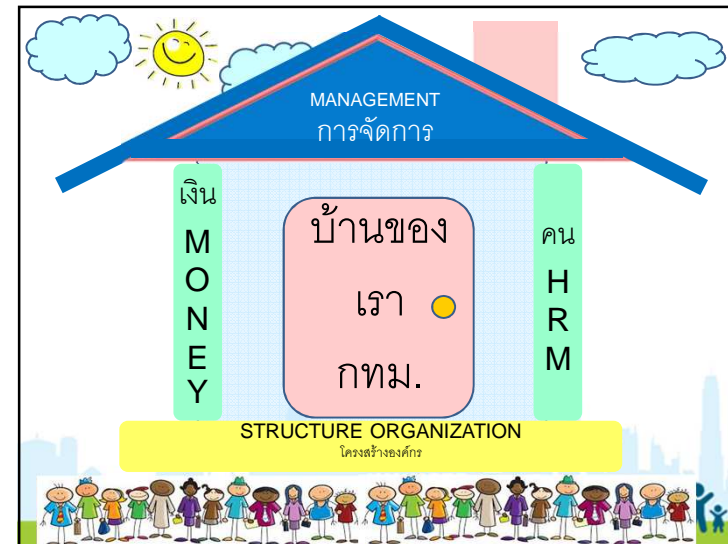 MANAGEMENT
การจัดการ
เงิน
M
O
N
E
Y
บ้านของ
เรา
กทม.
คน
H
R
M
STRUCTURE ORGANIZATION
โครงสร้างองค์กร